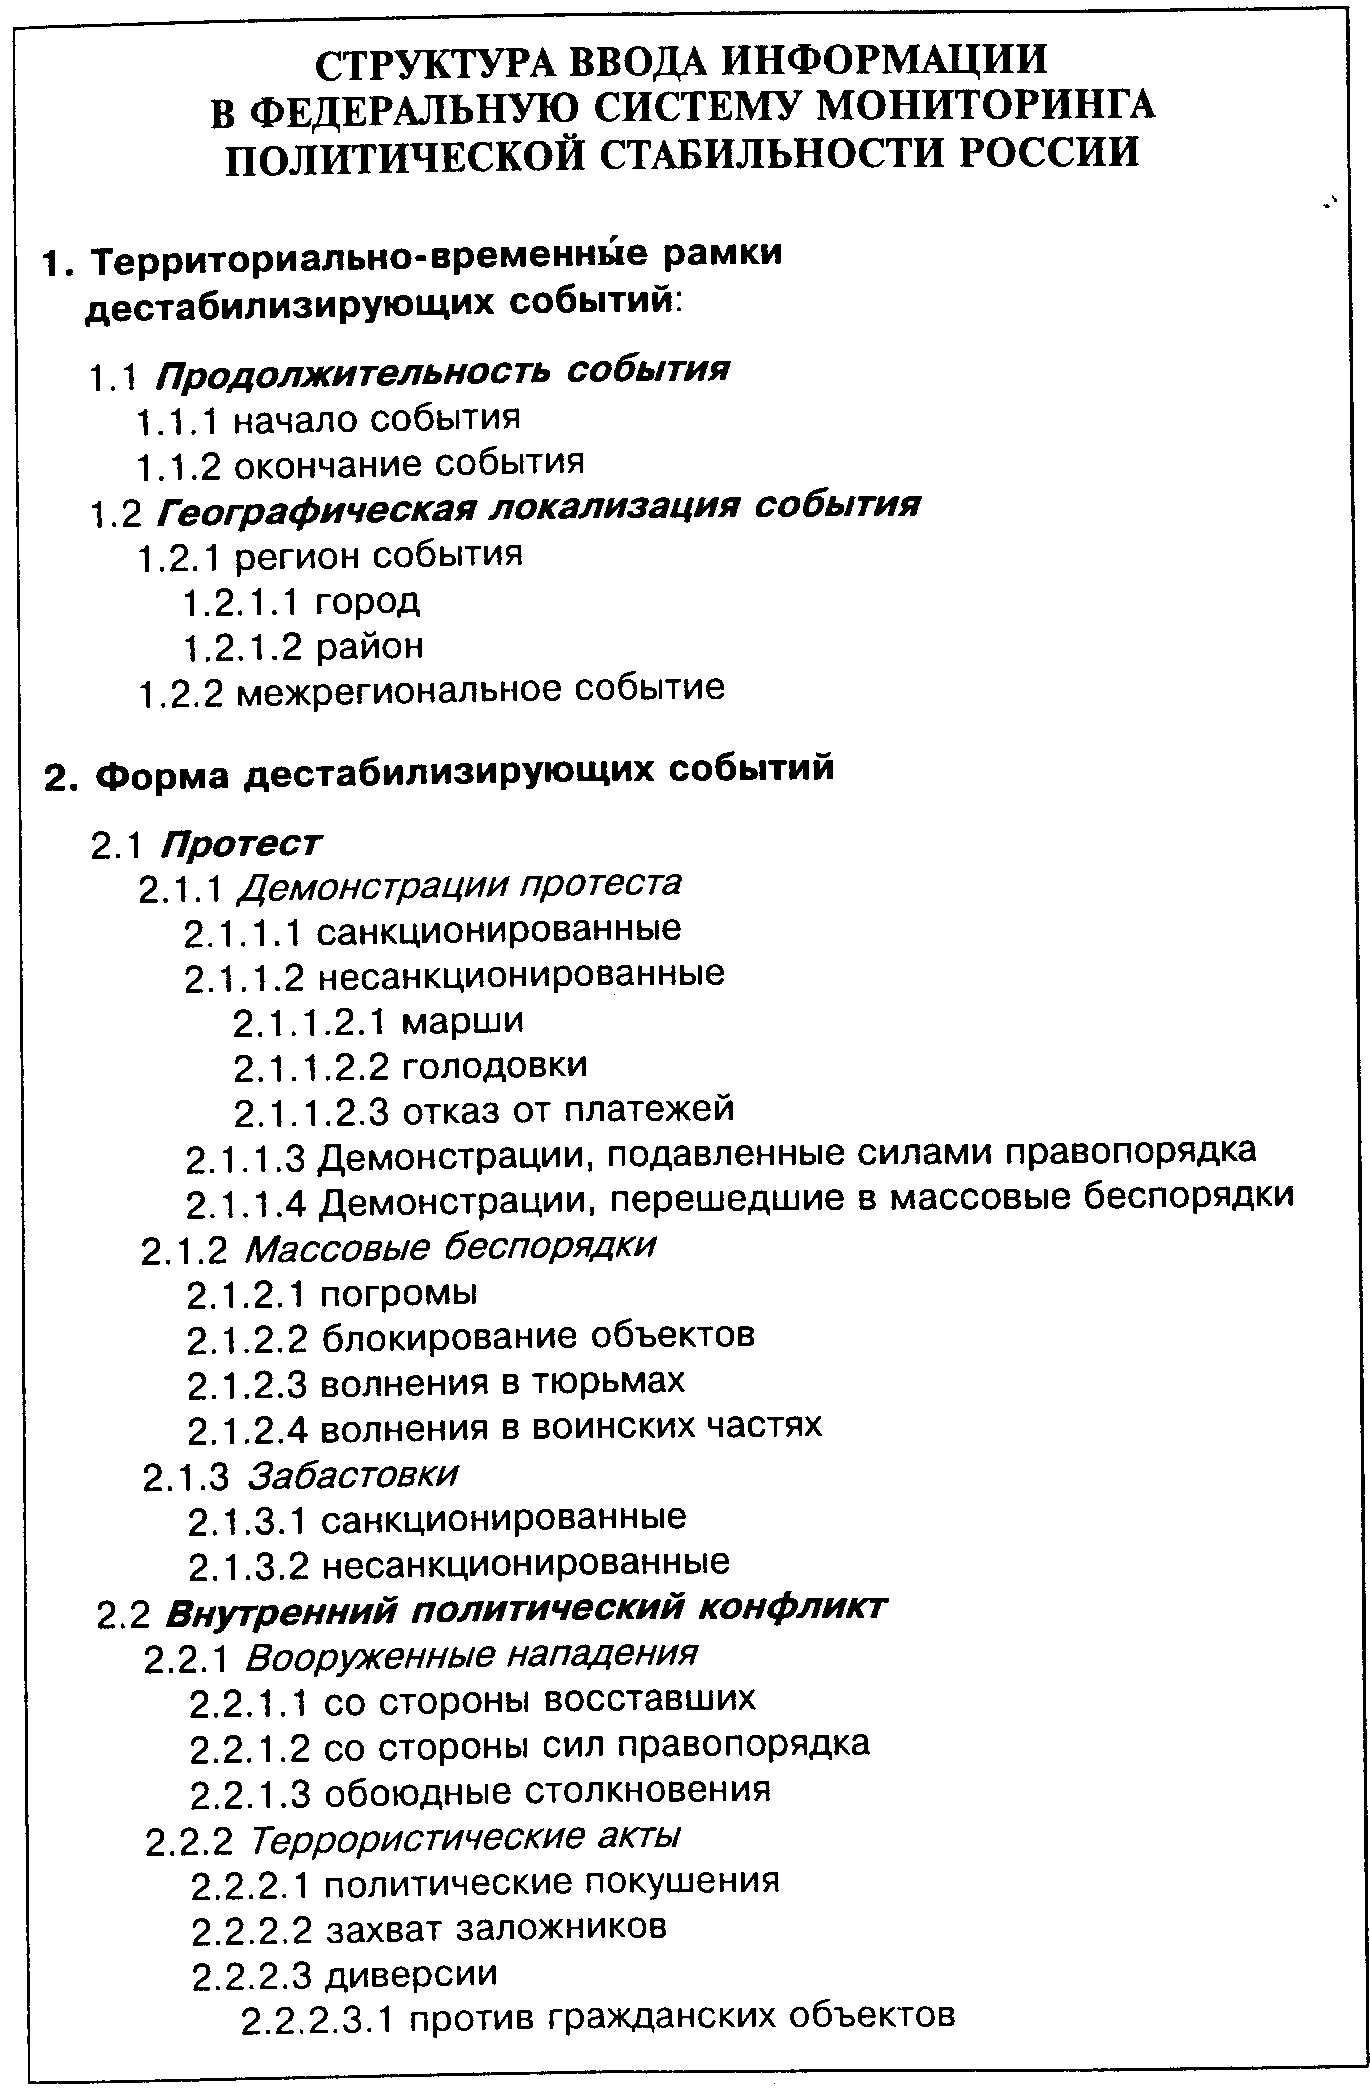 СТРУКТУРА ВВОДА ИНФОРМАЦИИ
В ФЕДЕРАЛЬНУЮ СИСТЕМУ МОНИТОРИНГА
ПОЛИТИЧЕСКОЙ СТАБИЛЬНОСТИ РОССИИ
1. Территориально-временные рамки
дестабилизирующих событий:
1.1 Продолжительность события
1.1.1 начало события
1.1.2 окончание события
1.2 Географическая локализация события
1.2.1 регион события
1.2.1.1 город
1.2.1.2 район
1.2.2 межрегиональное событие
2. Форма дестабилизирующих событий
2.1 Протест
2.1.1 Демонстрации протеста
2.1.1.1 санкционированные
2.1.1.2 несанкционированные
2.1.1.2.1 марши
2.1.1.2.2 голодовки
2.1.1.2.3 отказ от платежей
2.1.1.3 Демонстрации, подавленные силами правопорядка
2.1.1.4 Демонстрации, перешедшие в массовые беспорядки
2.1.2 Массовые беспорядки
2.1.2.1 погромы
2.1.2.2 блокирование объектов
2.1.2.3 волнения в тюрьмах
2.1.2.4 волнения в воинских частях
2.1.3 Забастовки
2.1.3.1 санкционированные
2.1.3.2 несанкционированные
2.2 Внутренний политический конфликт
2.2.1 Вооруженные нападения
2.2.1.1 со стороны восставших
2.2.1.2 со стороны сил правопорядка
2.2.1.3 обоюдные столкновения
2.2.2 Террористические акты
2.2.2.1 политические покушения
2.2.2.2 захват заложников
2.2.2.3 диверсии
2.2.2.3.1 против гражданских объектов